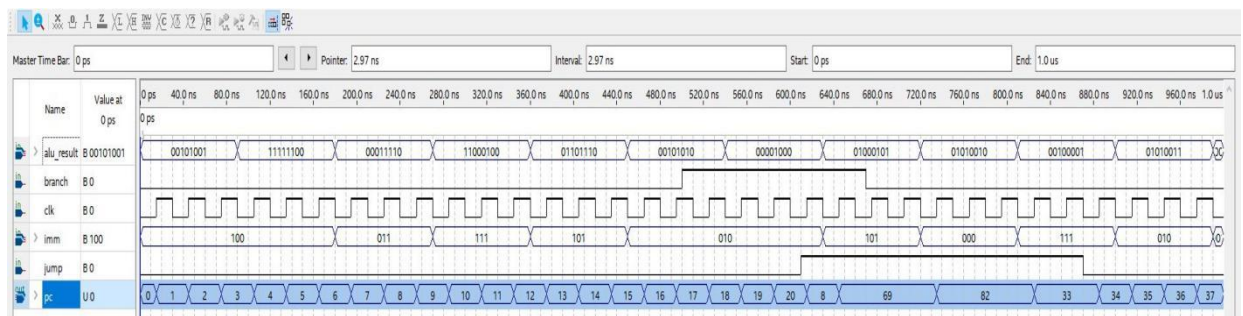 Master Time Bar: 0 ps Pointer: 2.97 ns Interval: 2.97 ns Start: 0 ps End: 1.0 us
Name Value at 0 ps
0 ps 40.0 ns 80.0 ns 120.0 ns 160.0 ns 200.0 ns 240.0 ns 280.0 ns 320.0 ns 360.0 ns 400.0 ns 440.0 ns 480.0 ns 520.0 ns 560.0 ns 600.0 ns 640.0 ns 680.0 ns 720.0 ns 760.0 ns 800.0 ns 840.0 ns 880.0 ns 920.0 ns 960.0 ns 1.0 us
0 ps
alu_result B 00101001 00101001 11111100 00011110 11000100 01101110 00101010 00001000 01000101 01010010 00100001 01010011
branch B 0
clk B 0
imm B 100 100 011 111 101 010 101 000 111 010 0
jump B 0
pc U 0 0 1 2 3 4 5 6 7 8 9 10 11 12 13 14 15 16 17 18 19 20 8 69 82 33 34 35 36 37